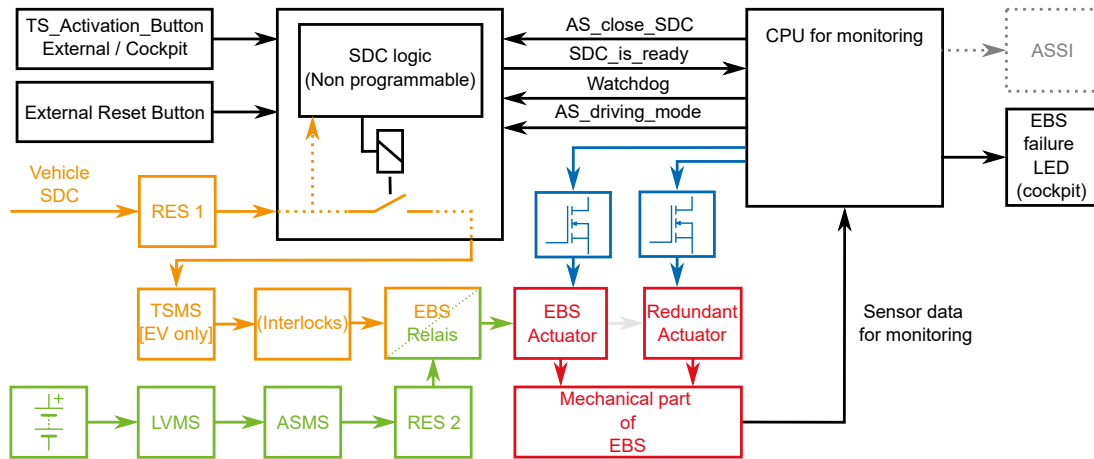 TS_Activation_Button
External / Cockpit
External Reset Button
SDC logic
(Non programmable)
AS_close_SDC
SDC_is_ready
Watchdog
AS_driving_mode
CPU for monitoring
ASSI
EBS
failure
LED
(cockpit)
Vehicle
SDC
RES 1
TSMS
[EV only]
(Interlocks)
EBS
Relais
EBS
Actuator
Redundant
Actuator
Sensor data
for monitoring
+
LVMS
ASMS
RES 2
Mechanical part
of
EBS